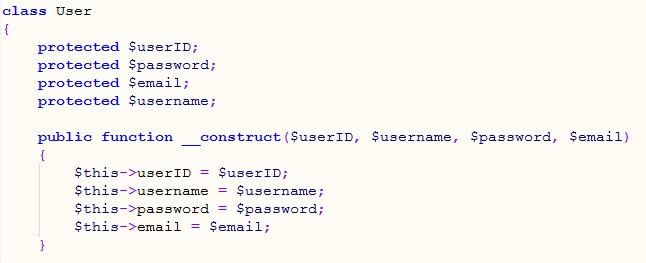 class User
{
    protected $userID;
    protected $password;
    protected $email;
    protected $username;

    public function __construct($userID, $username, $password, $email)
    {
        $this->userID = $userID;
        $this->username = $username;
        $this->password = $password;
        $this->email = $email;
    }